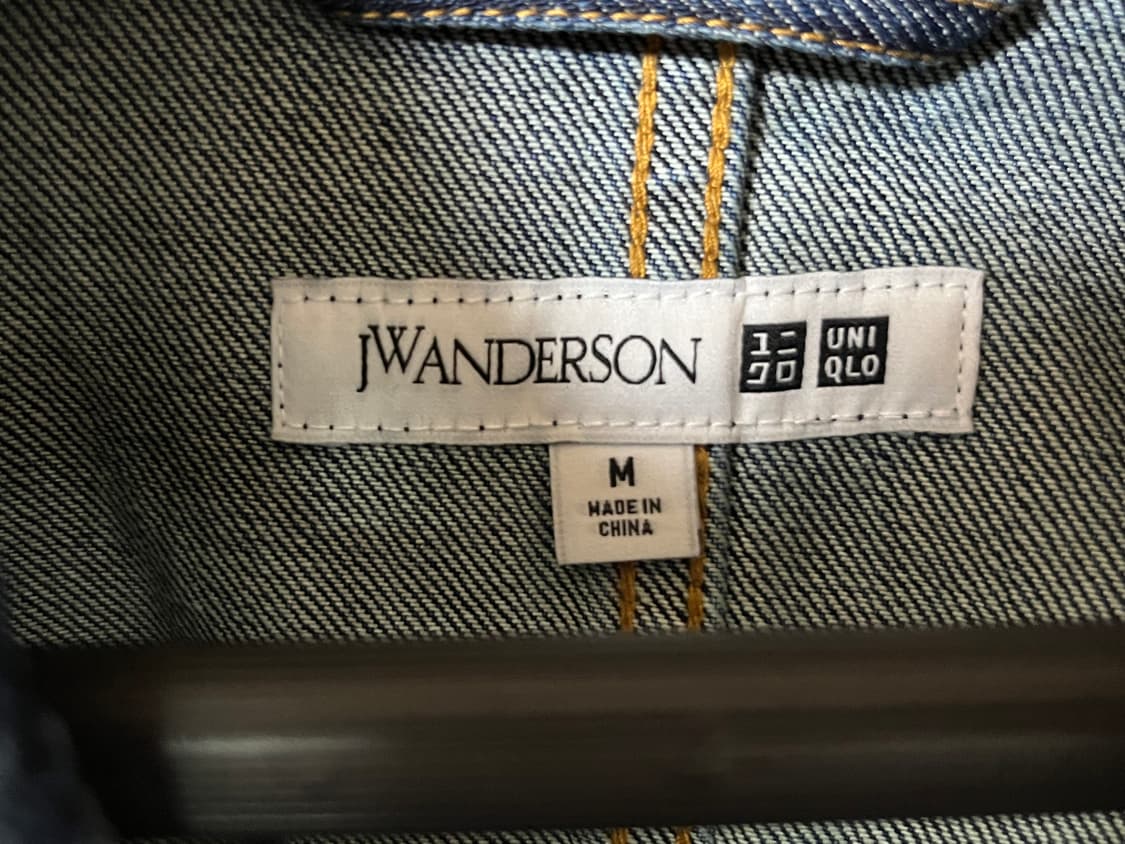 JWANDERSON
ユニ
クロ
UNI
QLO
M
MADE IN
CHINA